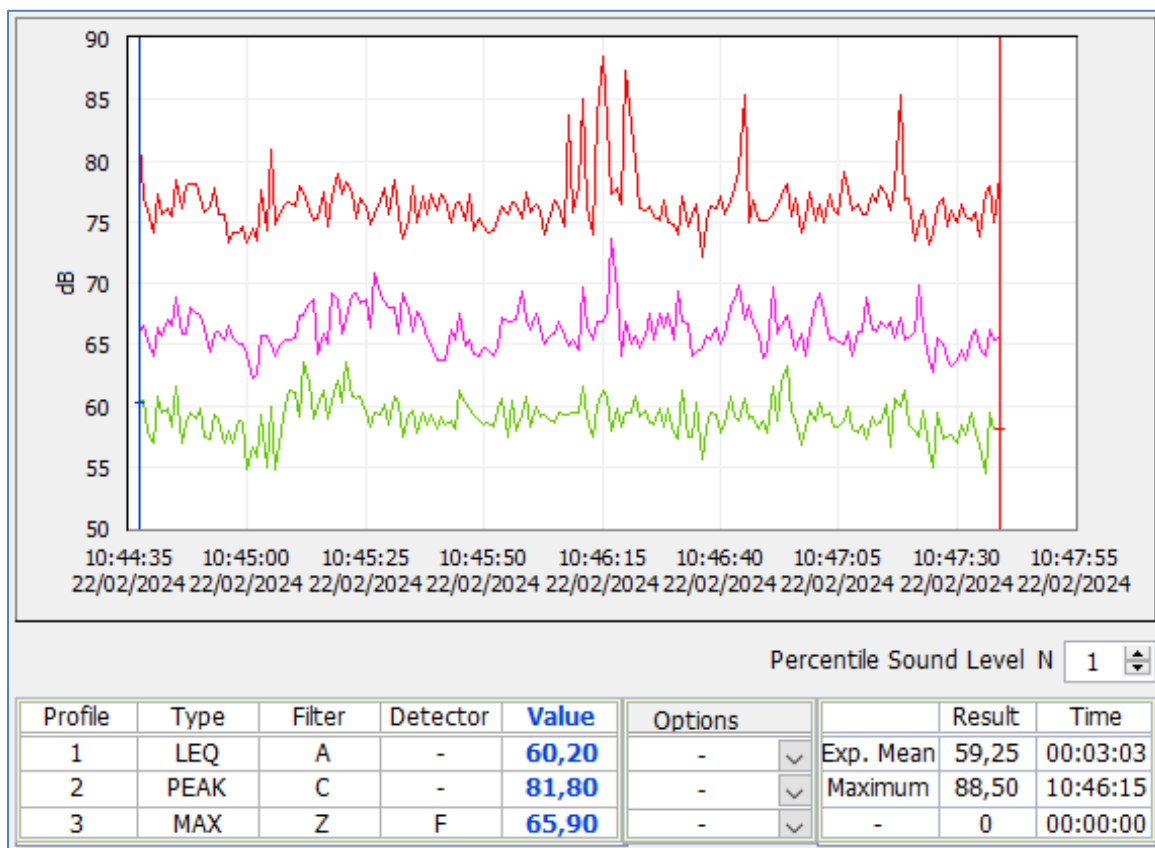 90
85
80
75
70
65
60
55
50
dB
10:44:35 10:45:00 10:45:25 10:45:50 10:46:15 10:46:40 10:47:05 10:47:30 10:47:55
22/02/2024 22/02/2024 22/02/2024 22/02/2024 22/02/2024 22/02/2024 22/02/2024 22/02/2024 22/02/2024
Percentile Sound Level N 1
Profile Type Filter Detector Value Options Result Time
1 LEQ A - 60,20 - Exp. Mean 59,25 00:03:03
2 PEAK C - 81,80 - Maximum 88,50 10:46:15
3 MAX Z F 65,90 - - 0 00:00:00